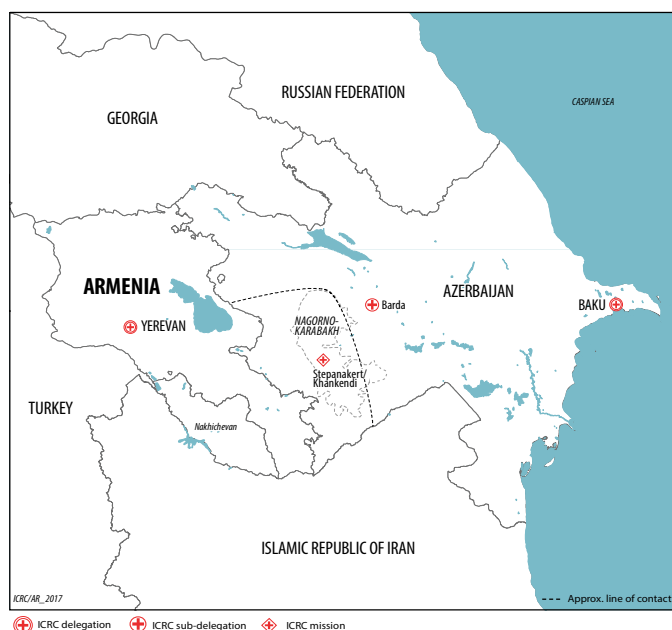 RUSSIAN FEDERATION
CASPIAN SEA
GEORGIA
ARMENIA
AZERBAIJAN
BAKU
Barda
YEREVAN
NAGORNO-
KARABAKH
Stepanakert/
Khankendi
TURKEY
Nakhichevan
ISLAMIC REPUBLIC OF IRAN
ICRC/AR_2017
Approx. line of contact
ICRC delegation
ICRC sub-delegation
ICRC mission